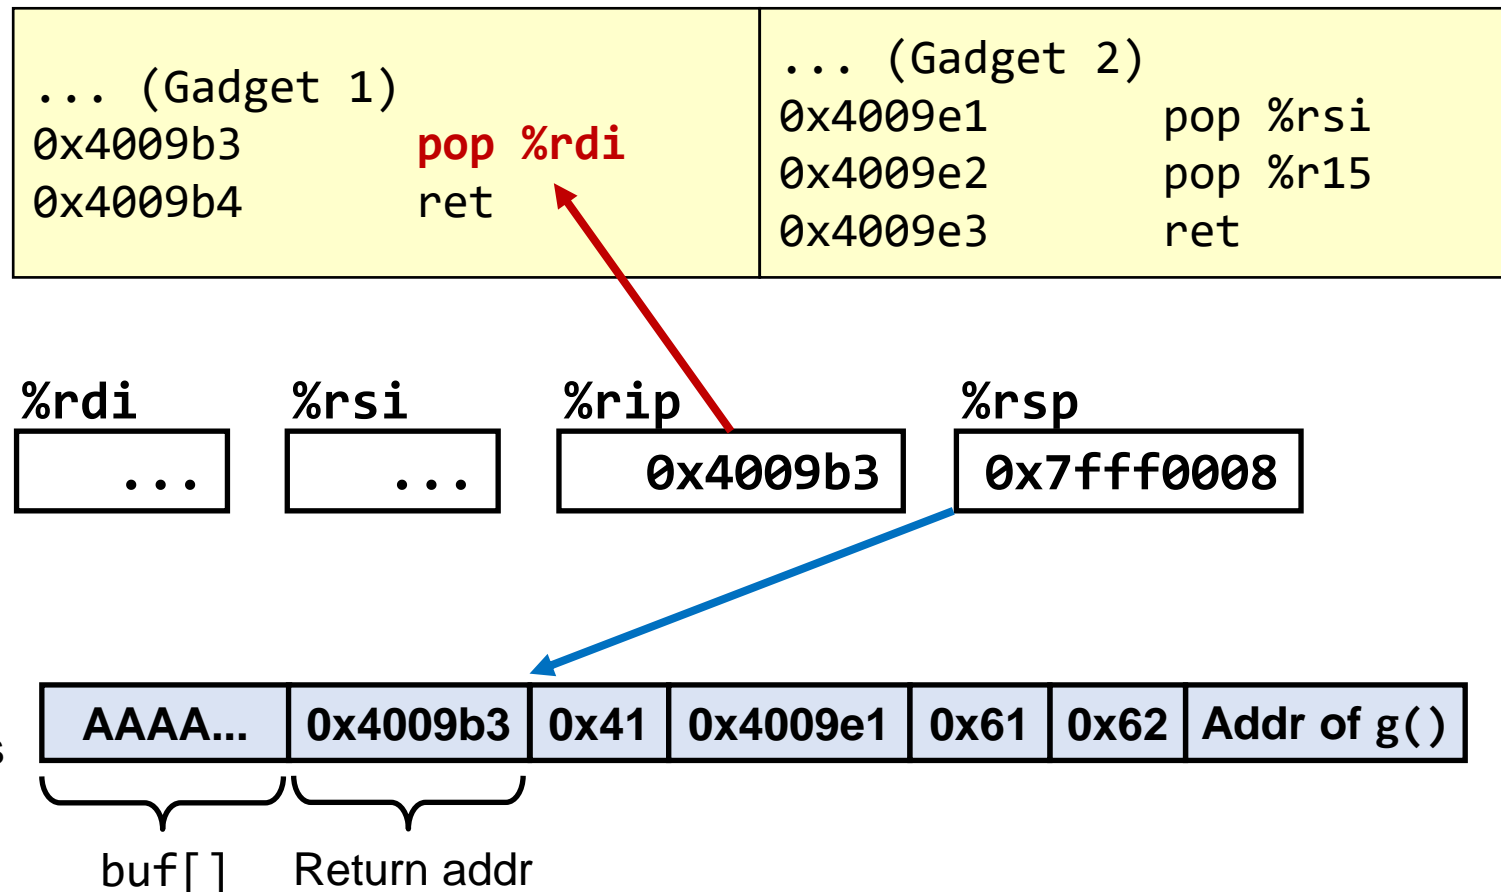 ... (Gadget 1)
0x4009b3 pop %rdi
0x4009b4 ret
... (Gadget 2)
0x4009e1 pop %rsi
0x4009e2 pop %r15
0x4009e3 ret
%rdi %rsi %rip %rsp
... ... 0x4009b3 0x7fff0008
s AAAA... 0x4009b3 0x41 0x4009e1 0x61 0x62 Addr of g()
buf[] Return addr